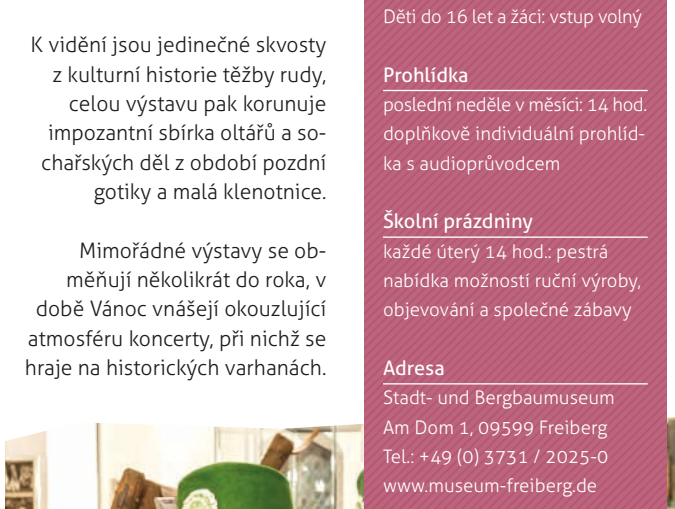 K vidění jsou jedinečné skvosty
z kulturní historie těžby rudy,
celou výstavu pak korunuje
impozantní sbírka oltářů a so-
chařských děl z období pozdní
gotiky a malá klenotnice.
Mimořádné výstavy se ob-
měňují několikrát do roka, v
době Vánoc vnášejí okouzlující
atmosféru koncerty, při nichž se
hraje na historických varhanách.
Děti do 16 let a žáci: vstup volný
Prohlídka
poslední neděle v měsíci: 14 hod.
doplňkově individuální prohlíd-
ka s audioprůvodcem
Školní prázdniny
každé úterý 14 hod.: pestrá
nabídka možností ruční výroby,
objevování a společné zábavy
Adresa
Stadt- und Bergbaumuseum
Am Dom 1, 09599 Freiberg
Tel.: +49 (0) 3731 / 2025-0
www.museum-freiberg.de